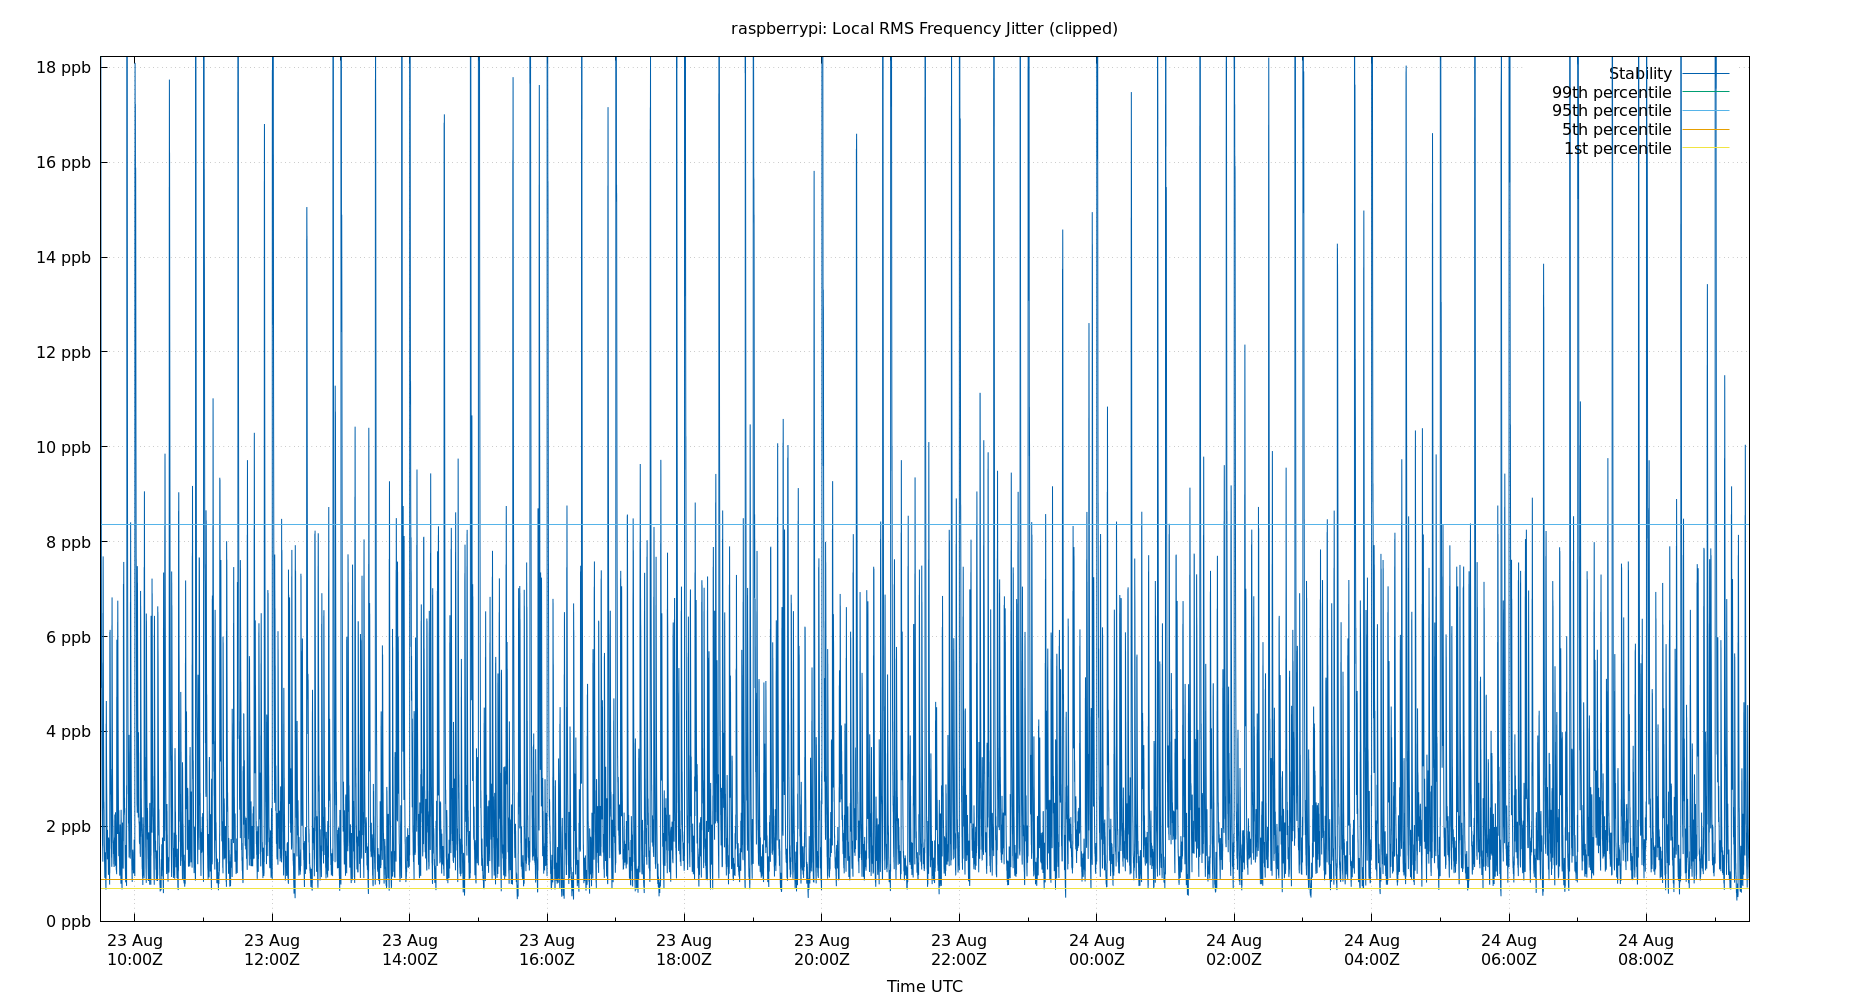 raspberrypi: Local RMS Frequency Jitter (clipped)
18 ppb
16 ppb
14 ppb
12 ppb
10 ppb
8 ppb
6 ppb
4 ppb
2 ppb
0 ppb
Stability
99th percentile
95th percentile
5th percentile
1st percentile
23 Aug 23 Aug 23 Aug 23 Aug 23 Aug 23 Aug 23 Aug 24 Aug 24 Aug 24 Aug 24 Aug 24 Aug
10:00Z 12:00Z 14:00Z 16:00Z 18:00Z 20:00Z 22:00Z 00:00Z 02:00Z 04:00Z 06:00Z 08:00Z
Time UTC